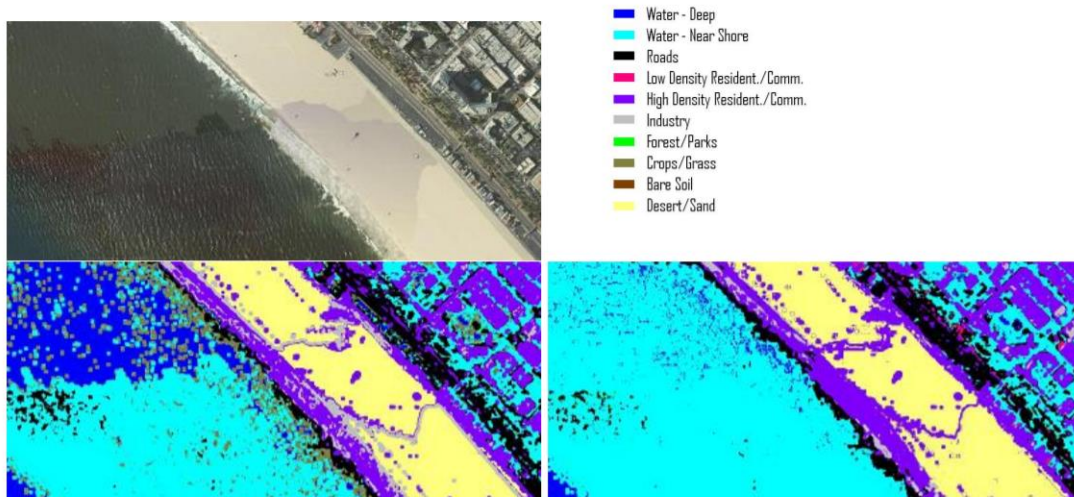 Water - Deep
Water - Near Shore
Roads
Low Density Resident./Comm.
High Density Resident./Comm.
Industry
Forest/Parks
Crops/Grass
Bare Soil
Desert/Sand